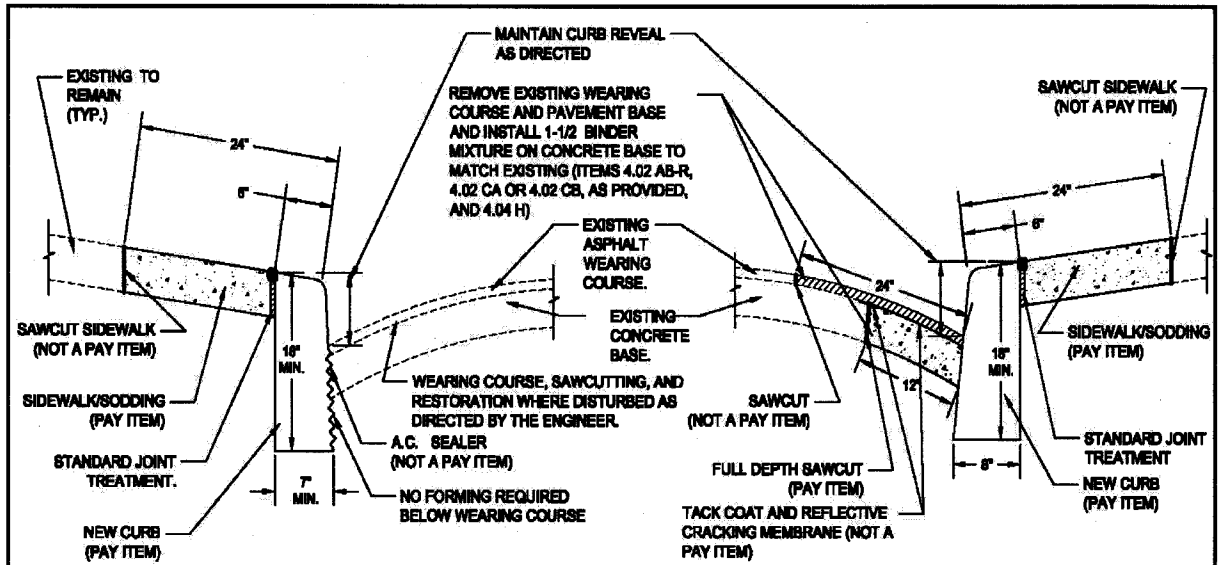 MAINTAIN CURB REVEAL
AS DIRECTED
EXISTING TO
REMAIN
(TYP.)
REMOVE EXISTING WEARING
COURSE AND PAVEMENT BASE
AND INSTALL 1-1/2 BINDER
MIXTURE ON CONCRETE BASE TO
MATCH EXISTING (ITEMS 4.02 AB-R,
4.02 CA OR 4.02 CB, AS PROVIDED,
AND 4.04 H)
SAWCUT SIDEWALK
(NOT A PAY ITEM)
24"
6"
24"
6"
EXISTING
ASPHALT
WEARING
COURSE.
24"
EXISTING
CONCRETE
BASE.
SAWCUT SIDEWALK
(NOT A PAY ITEM)
18"
MIN.
18"
MIN.
SIDEWALK/SODDING
(PAY ITEM)
WEARING COURSE, SAWCUTTING, AND
RESTORATION WHERE DISTURBED AS
DIRECTED BY THE ENGINEER.
12"
SAWCUT
(NOT A PAY ITEM)
SIDEWALK/SODDING
(PAY ITEM)
A.C. SEALER
(NOT A PAY ITEM)
STANDARD JOINT
TREATMENT.
STANDARD JOINT
TREATMENT
FULL DEPTH SAWCUT
(PAY ITEM)
8"
7"
MIN.
NO FORMING REQUIRED
BELOW WEARING COURSE
NEW CURB
(PAY ITEM)
TACK COAT AND REFLECTIVE
CRACKING MEMBRANE (NOT A
PAY ITEM)
NEW CURB
(PAY ITEM)